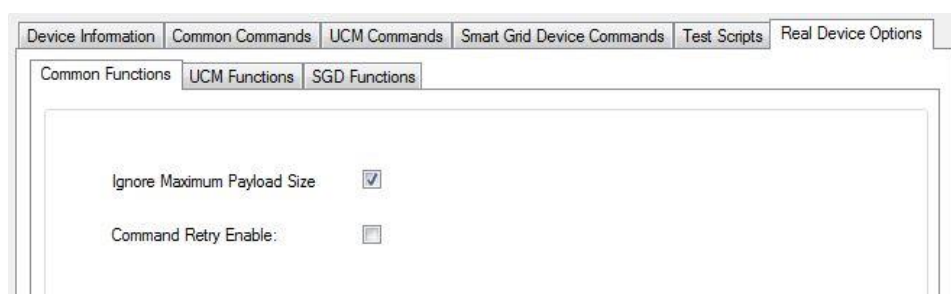 Device Information Common Commands UCM Commands Smart Grid Device Commands Test Scripts Real Device Options
Common Functions UCM Functions SGD Functions
Ignore Maximum Payload Size
Command Retry Enable: